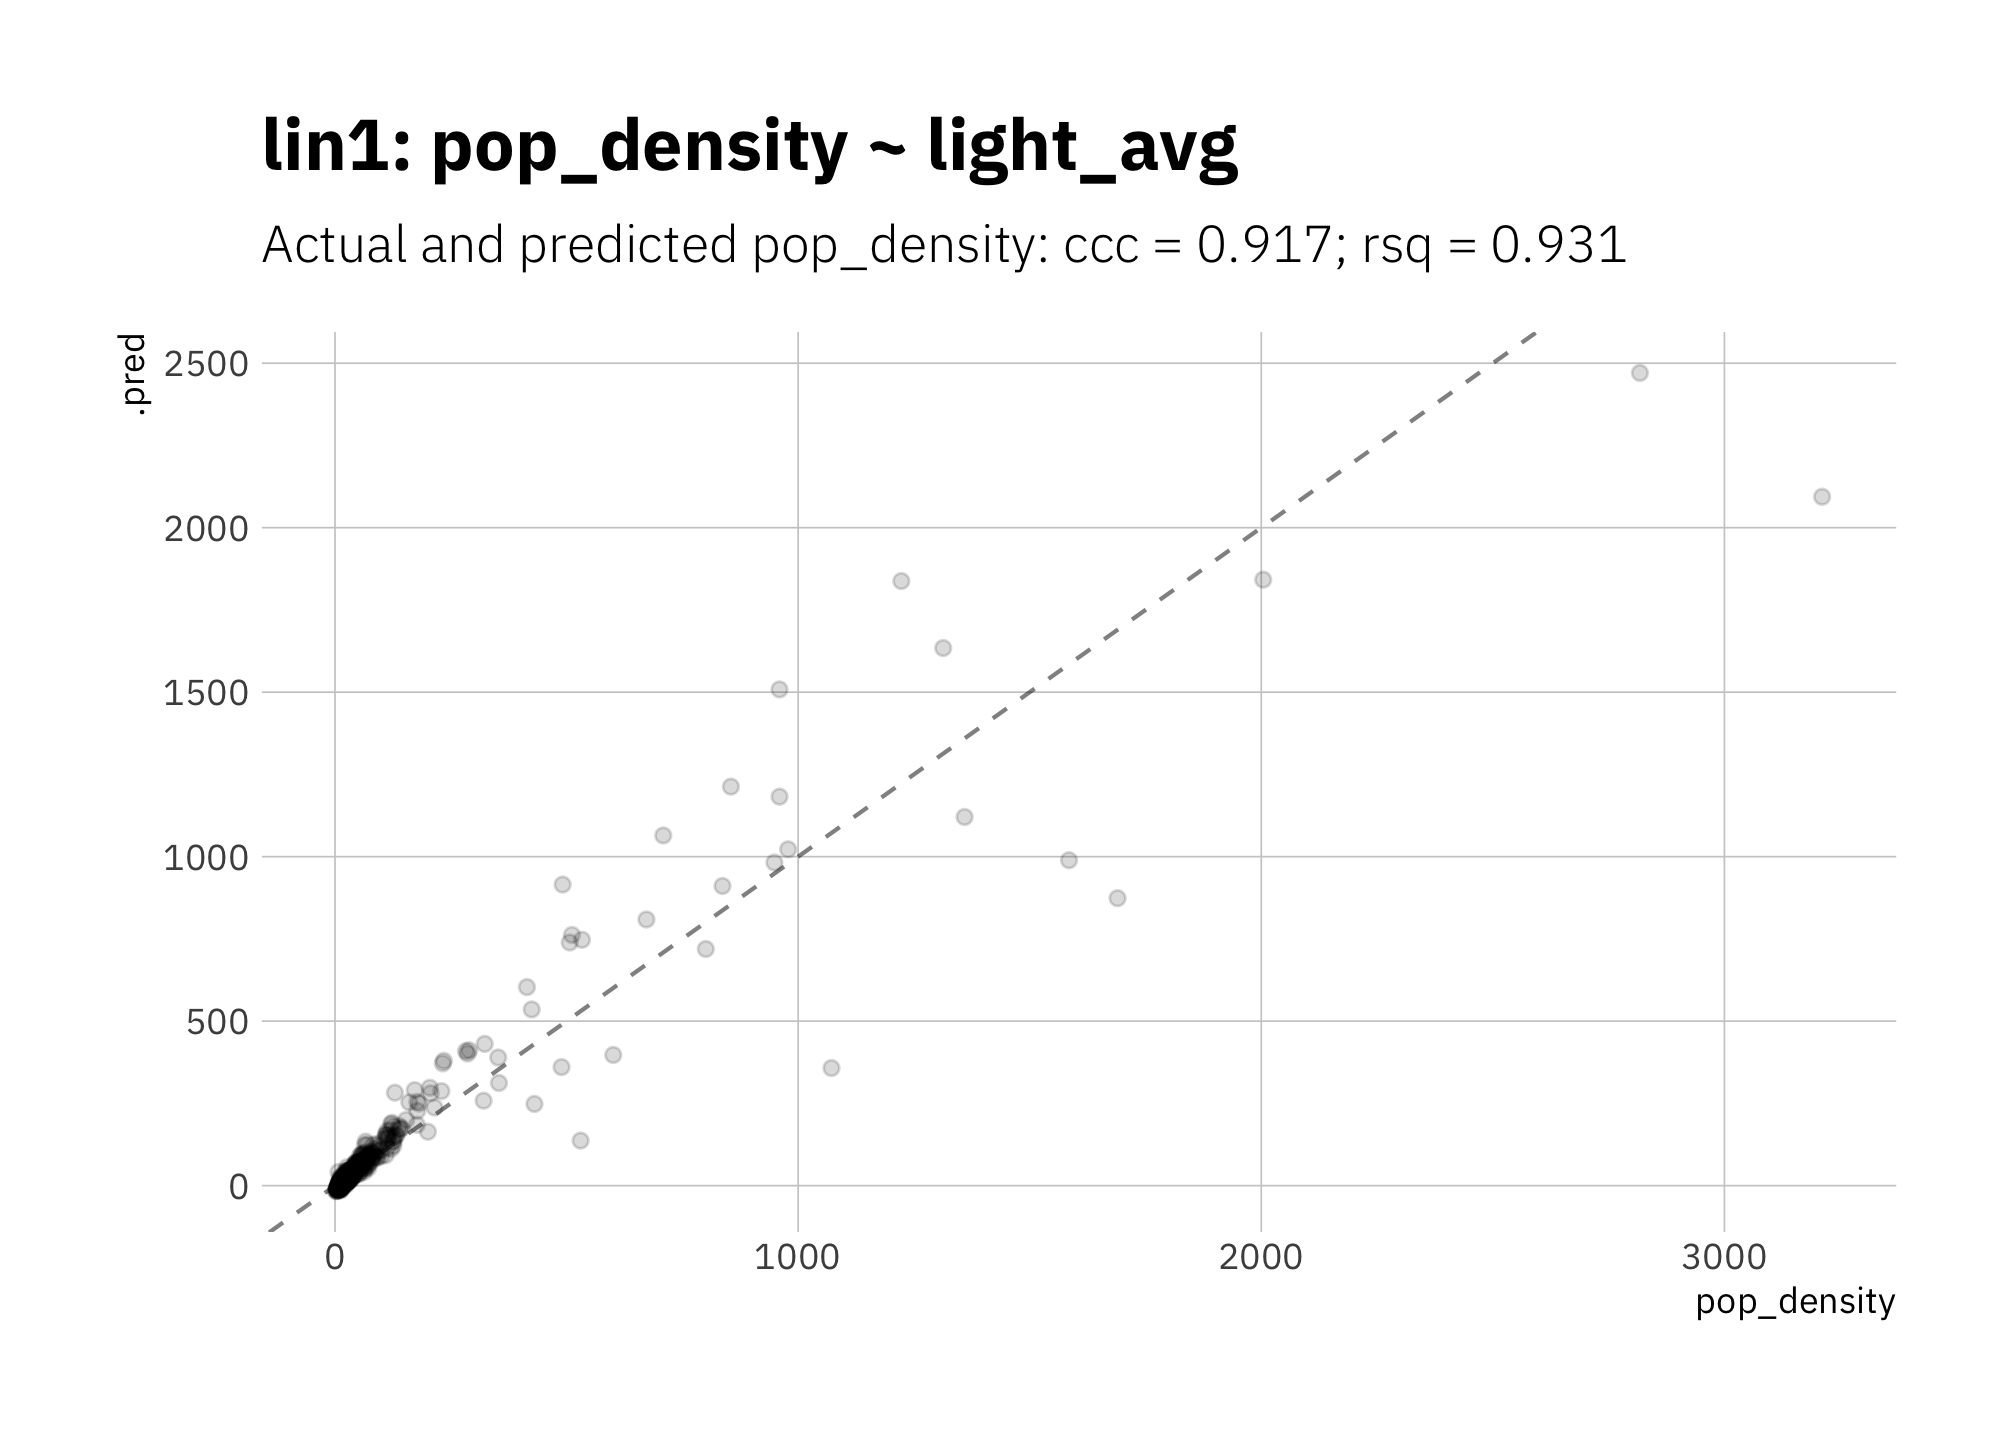 lin1: pop_density ~ light_avg
Actual and predicted pop_density: ccc = 0.917; rsq = 0.931
.pred
2500
2000
1500
1000
500
0
0 1000 2000 3000
pop_density